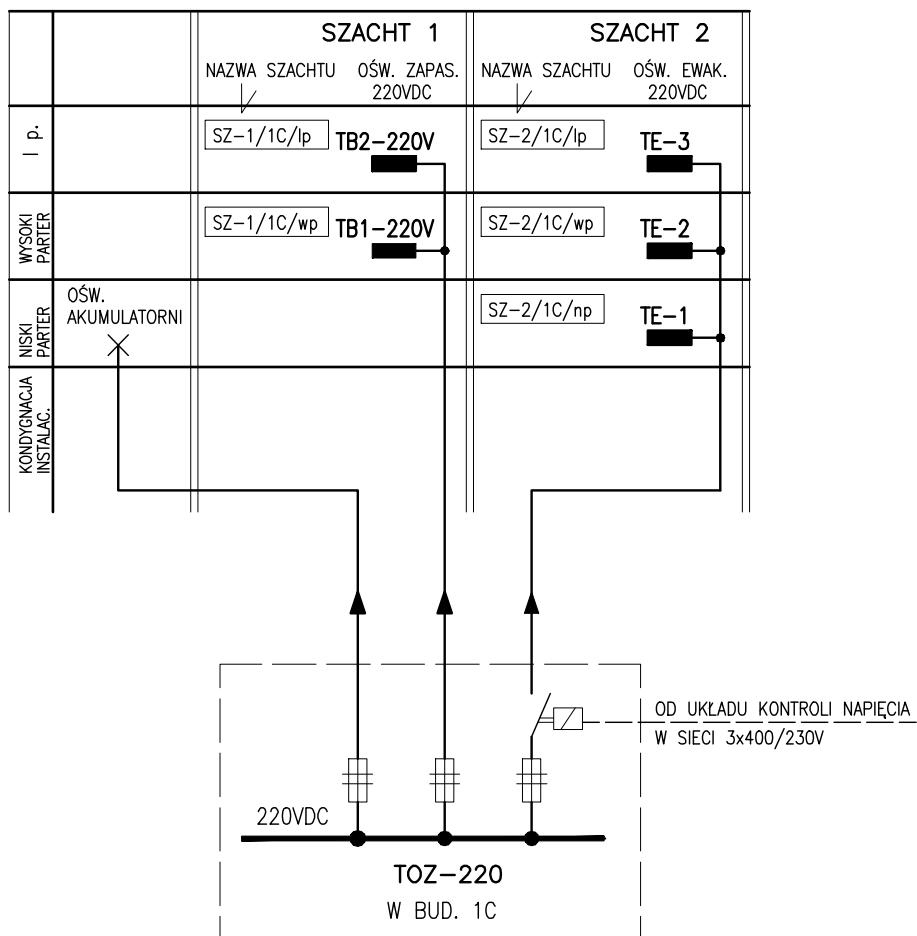 SZACHT 1
SZACHT 2
NAZWA SZACHTU
OŚW. ZAPAS.
220VDC
NAZWA SZACHTU
OŚW. EWAK.
220VDC
I p.
SZ-1/1C/Ip
TB2-220V
SZ-2/1C/Ip
TE-3
WYSOKI
PARTER
SZ-1/1C/wp
TB1-220V
SZ-2/1C/wp
TE-2
NISKI
PARTER
OŚW.
AKUMULATORNI
SZ-2/1C/np
TE-1
KONDYGNACJA
INSTALAC.
OD UKŁADU KONTROLI NAPIĘCIA
W SIECI 3x400/230V
220VDC
TOZ-220
W BUD. 1C